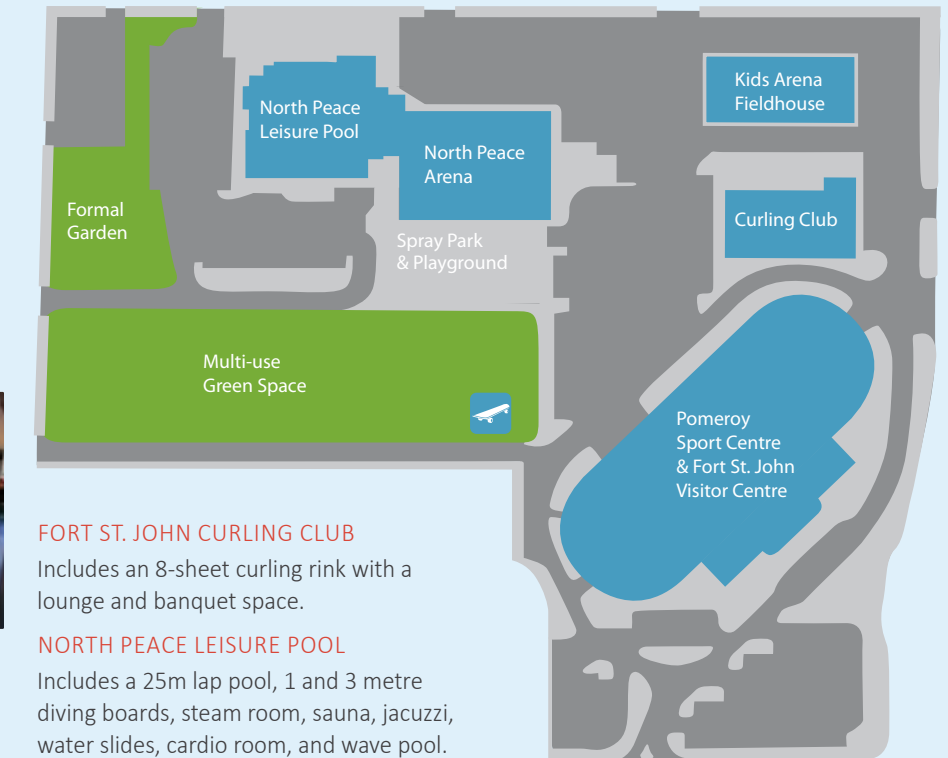 North Peace
Leisure Pool
Kids Arena
Fieldhouse
North Peace
Arena
Formal
Garden
Curling Club
Spray Park
& Playground
Multi-use
Green Space
Pomeroy
Sport Centre
& Fort St. John
Visitor Centre
FORT ST. JOHN CURLING CLUB
Includes an 8-sheet curling rink with a
lounge and banquet space.
NORTH PEACE LEISURE POOL
Includes a 25m lap pool, 1 and 3 metre
diving boards, steam room, sauna, jacuzzi,
water slides, cardio room, and wave pool.